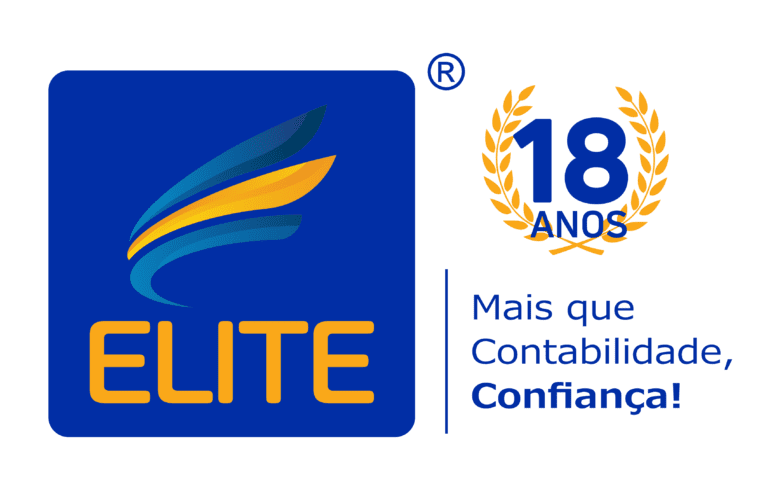 ELITE
®
18
ANOS
Mais que
Contabilidade,
Confiança!